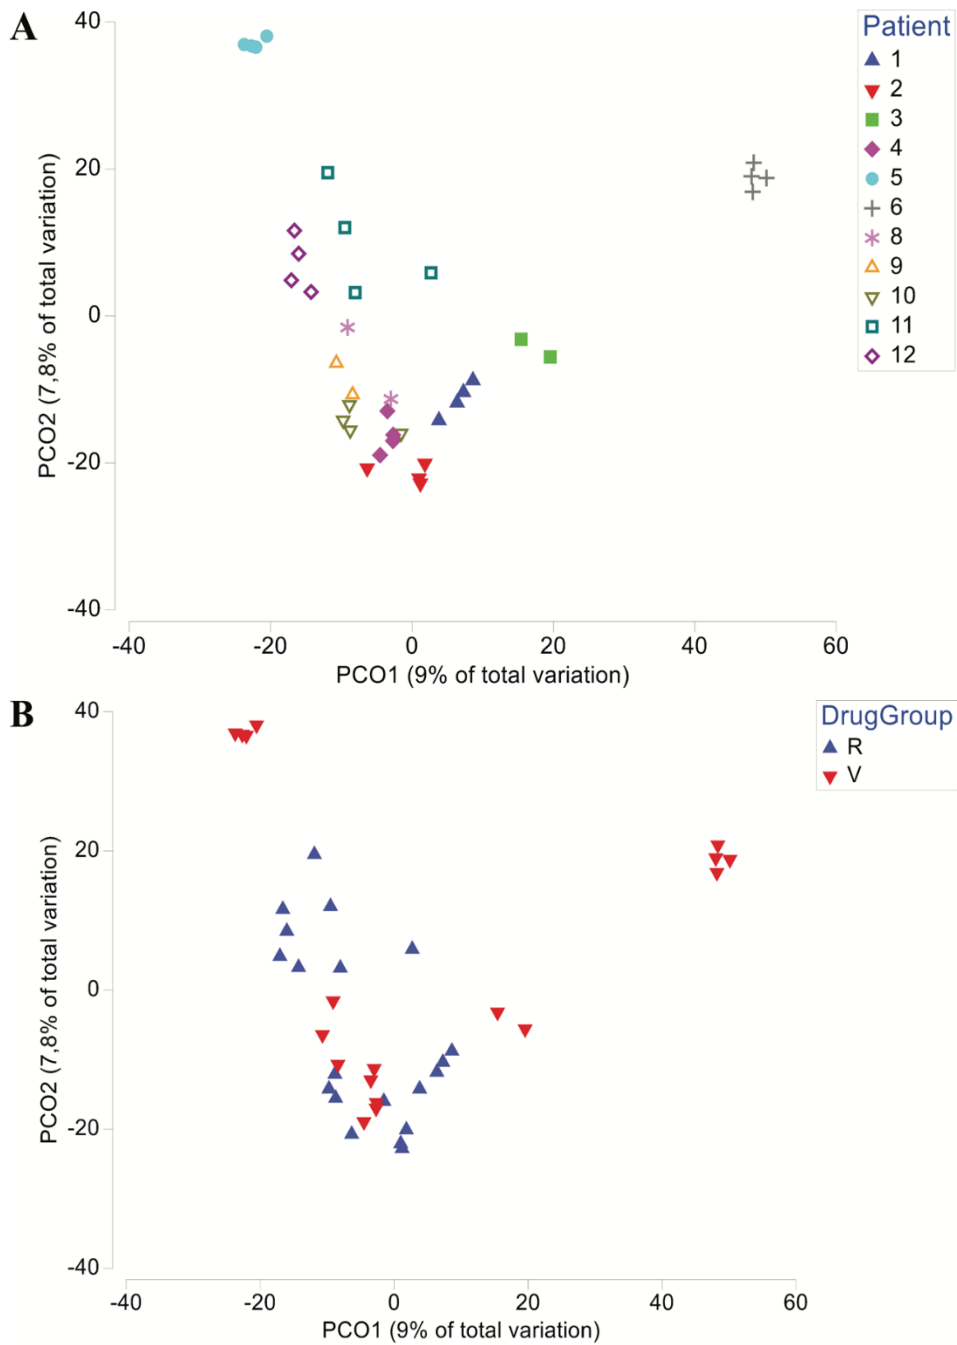 A
Patient
1
2
3
4
5
6
8
9
10
11
12
40
20
0
-20
-40
PCO2 (7,8% of total variation)
-40 -20 0 20 40 60
PCO1 (9% of total variation)
B
DrugGroup
R
V
40
20
0
-20
-40
PCO2 (7,8% of total variation)
-40 -20 0 20 40 60
PCO1 (9% of total variation)